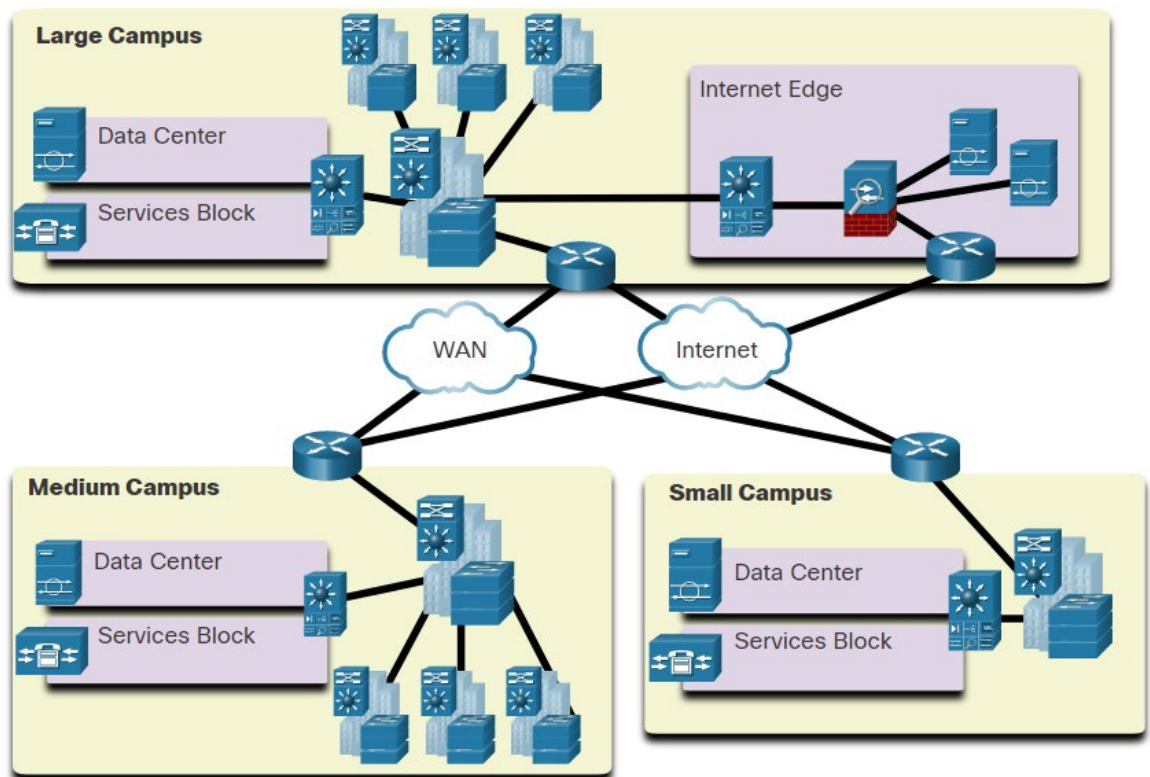 Large Campus
Data Center
Services Block
Internet Edge
WAN
Internet
Medium Campus
Data Center
Services Block
Small Campus
Data Center
Services Block